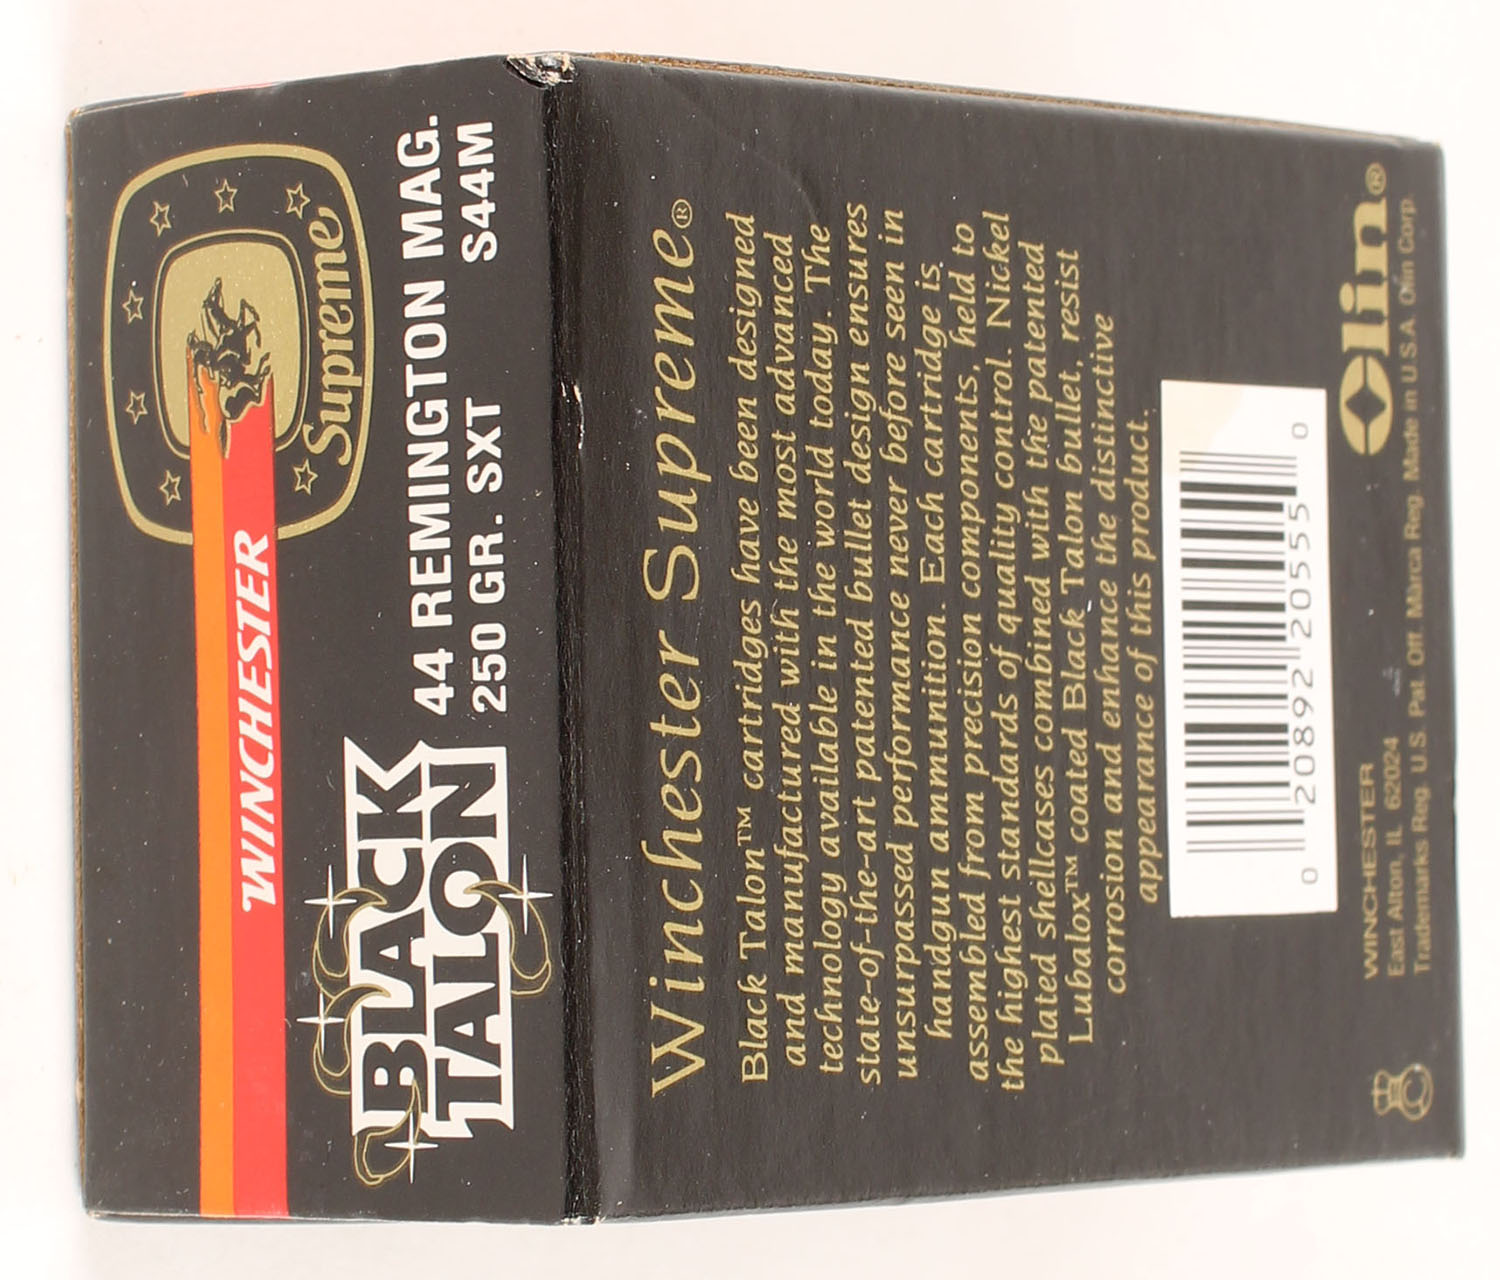 Supreme
WINCHESTER
BLACK
TALON
44 REMINGTON MAG.
250 GR. SXT S44M
Winchester Supreme®
Black Talon™ cartridges have been designed
and manufactured with the most advanced
technology available in the world today. The
state-of-the-art patented bullet design ensures
unsurpassed performance never before seen in
handgun ammunition. Each cartridge is
assembled from precision components, held to
the highest standards of quality control. Nickel
plated shellcases combined with the patented
Lubalox™ coated Black Talon bullet, resist
corrosion and enhance the distinctive
appearance of this product.
0 20892 20555 0
WINCHESTER
East Alton, IL 62024
Olin®
Trademarks Reg. U.S. Pat. Off. Marca Reg. Made in U.S.A. Olin Corp.